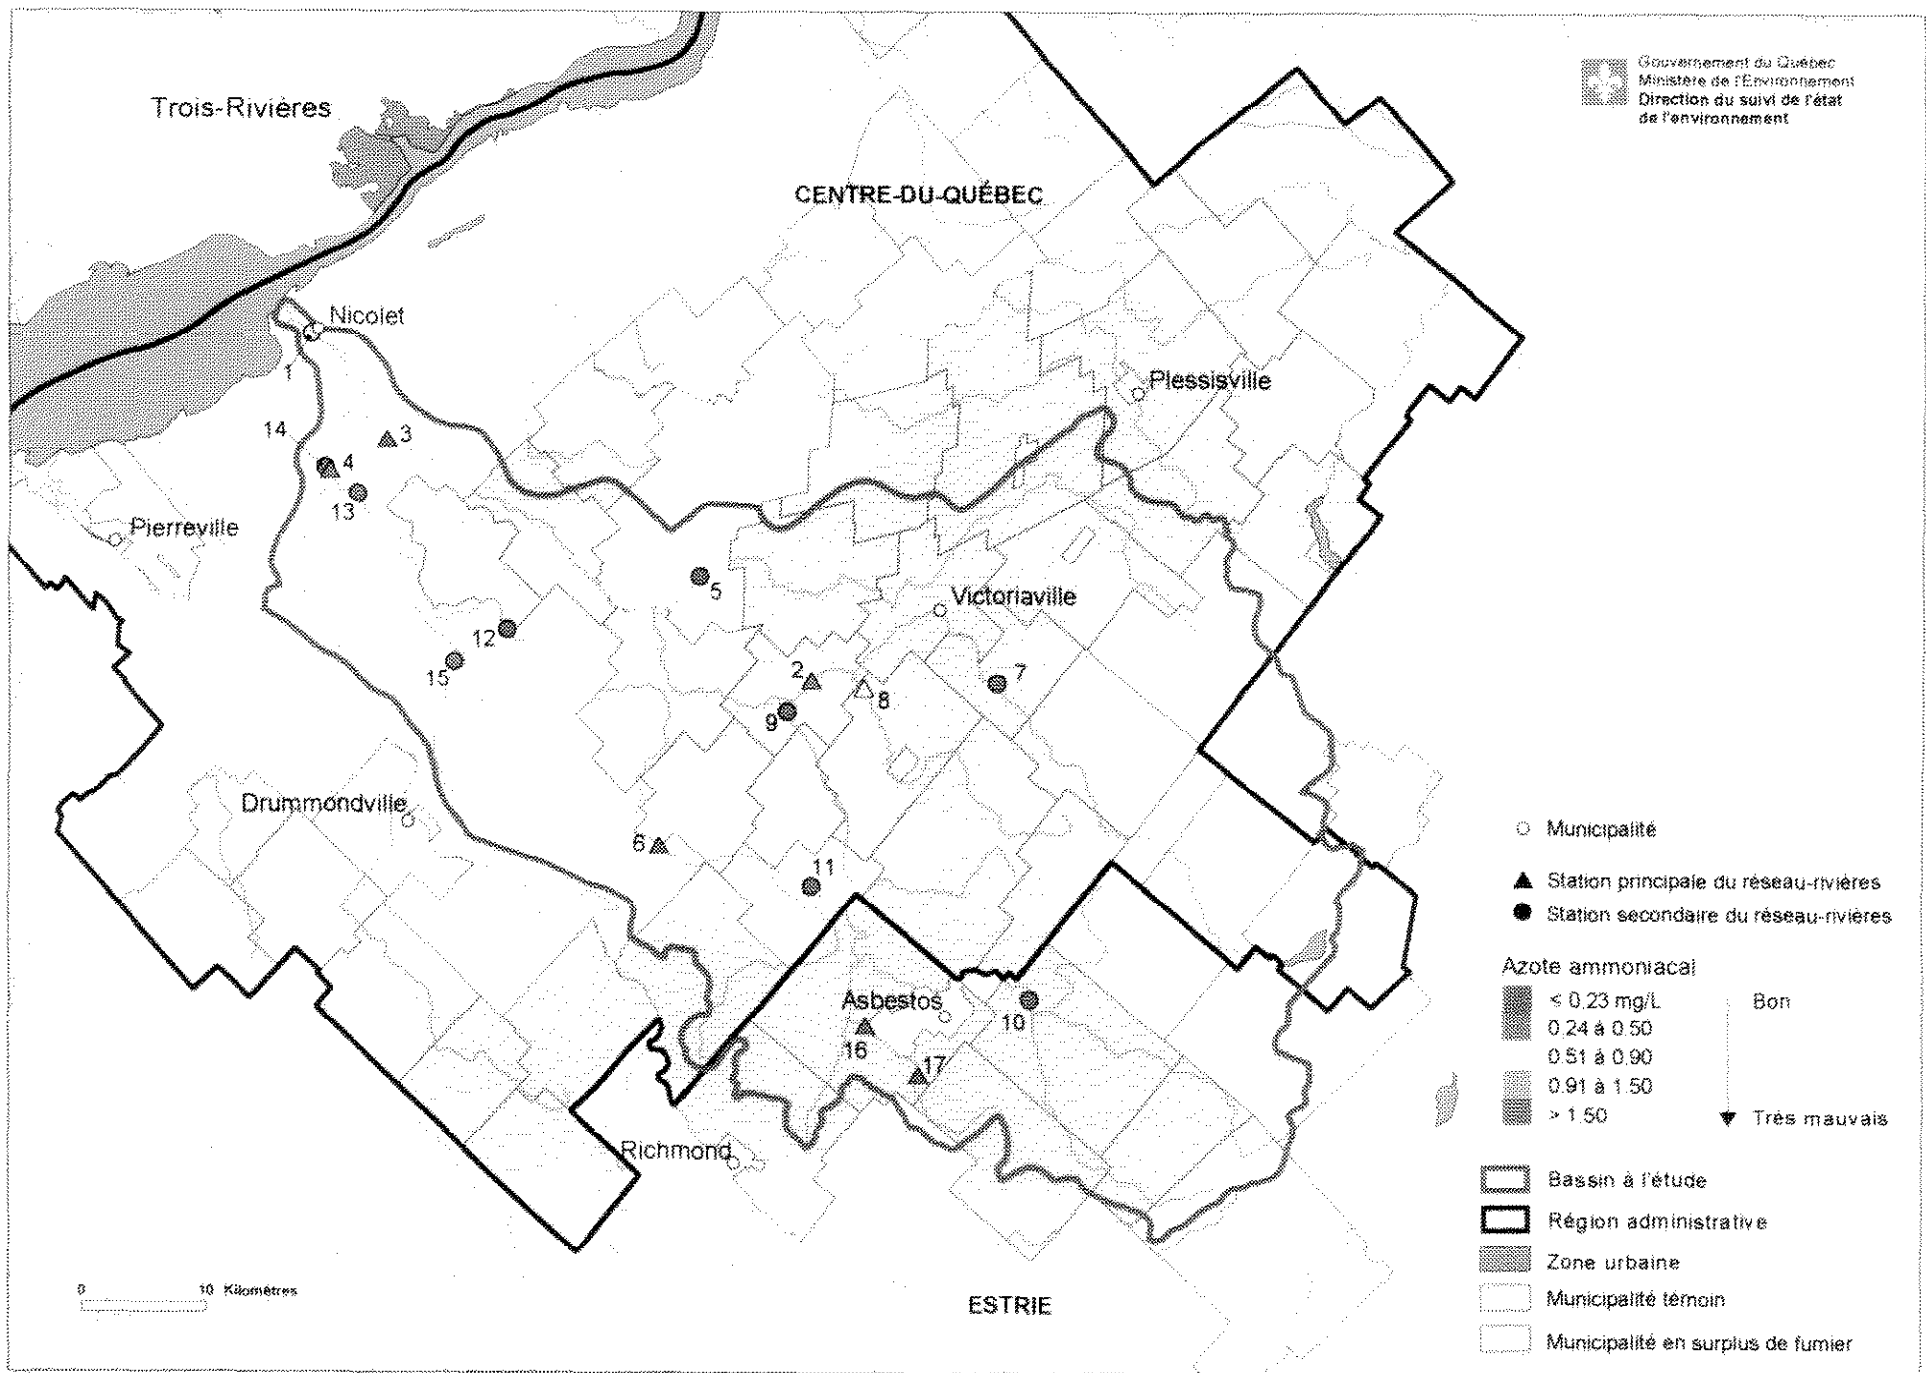 Gouvernement du Québec
Ministère de l'Environnement
Direction du suivi de l'état
de l'environnement
Trois-Rivières
CENTRE-DU-QUÉBEC
Nicolet
1
Plessisville
14
3
4
13
Pierreville
5
Victoriaville
12
15
2
8
7
9
Drummondville
6
11
Asbestos
10
16
17
Richmond
ESTRIE
0 10 Kilomètres
Municipalité
Station principale du réseau-rivières
Station secondaire du réseau-rivières
Azote ammoniacal
≤ 0.23 mg/L Bon
0.24 à 0.50
0.51 à 0.90
0.91 à 1.50
> 1.50 Très mauvais
Bassin à l'étude
Région administrative
Zone urbaine
Municipalité témoin
Municipalité en surplus de fumier